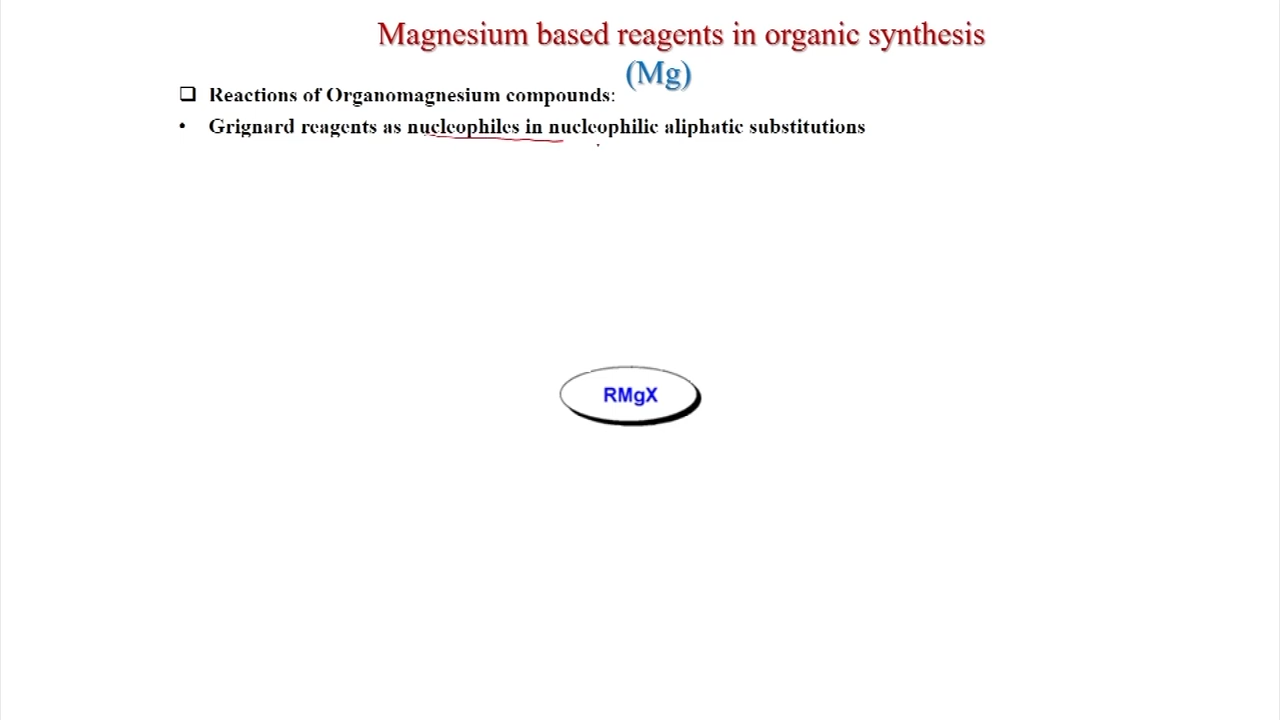 Magnesium based reagents in organic synthesis
(Mg)
❑ Reactions of Organomagnesium compounds:
• Grignard reagents as nucleophiles in nucleophilic aliphatic substitutions
RMgX